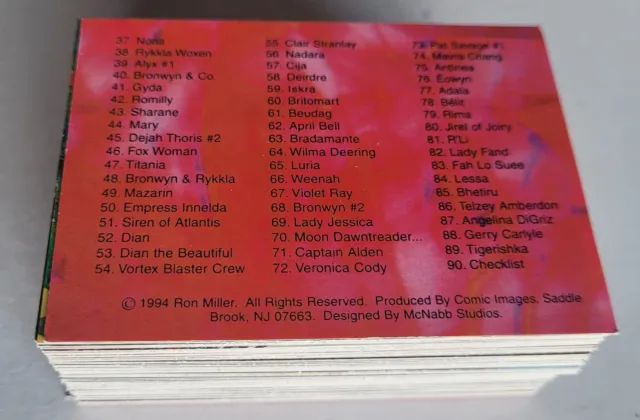 37. Nona
38. Rykkla Woxen
39. Alyx #1
40. Bronwyn & Co.
41. Gyda
42. Romilly
43. Sharane
44. Mary
45. Dejah Thoris #2
46. Fox Woman
47. Titania
48. Bronwyn & Rykkla
49. Mazarin
50. Empress Innelda
51. Siren of Atlantis
52. Dian
53. Dian the Beautiful
54. Vortex Blaster Crew
55. Clair Stranlay
56. Nadara
57. Cija
58. Deirdre
59. Iskra
60. Britomart
61. Beudag
62. April Bell
63. Bradamante
64. Wilma Deering
65. Luria
66. Weenah
67. Violet Ray
68. Bronwyn #2
69. Lady Jessica
70. Moon Dawntreader...
71. Captain Alden
72. Veronica Cody
73. Pat Savage #1
74. Mavis Chang
75. Antinea
76. Eowyn
77. Adala
78. Bêlit
79. Rima
80. Jirel of Joiry
81. R'Li
82. Lady Fand
83. Fah Lo Suee
84. Lessa
85. Bhetiru
86. Telzey Amberdon
87. Angelina DiGriz
88. Gerry Carlyle
89. Tigerishka
90. Checklist
© 1994 Ron Miller. All Rights Reserved. Produced By Comic Images, Saddle
Brook, NJ 07663. Designed By McNabb Studios.